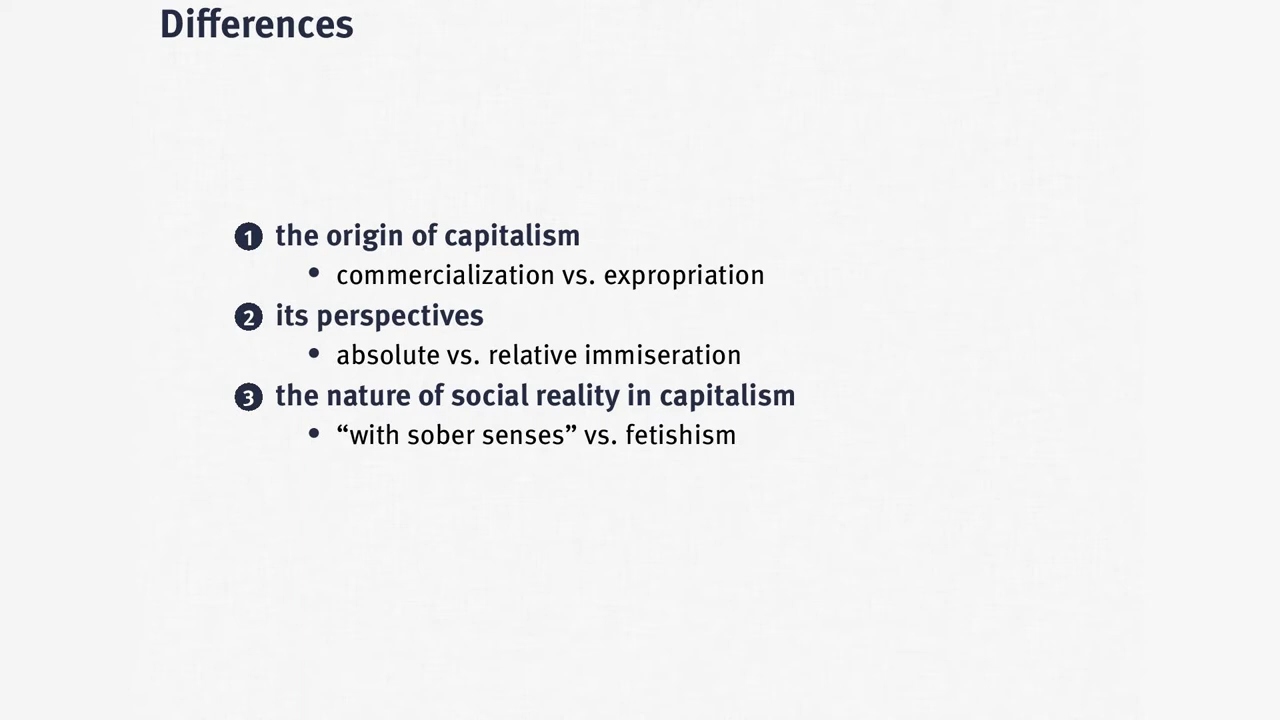 Differences
1 the origin of capitalism
• commercialization vs. expropriation
2 its perspectives
• absolute vs. relative immiseration
3 the nature of social reality in capitalism
• “with sober senses” vs. fetishism